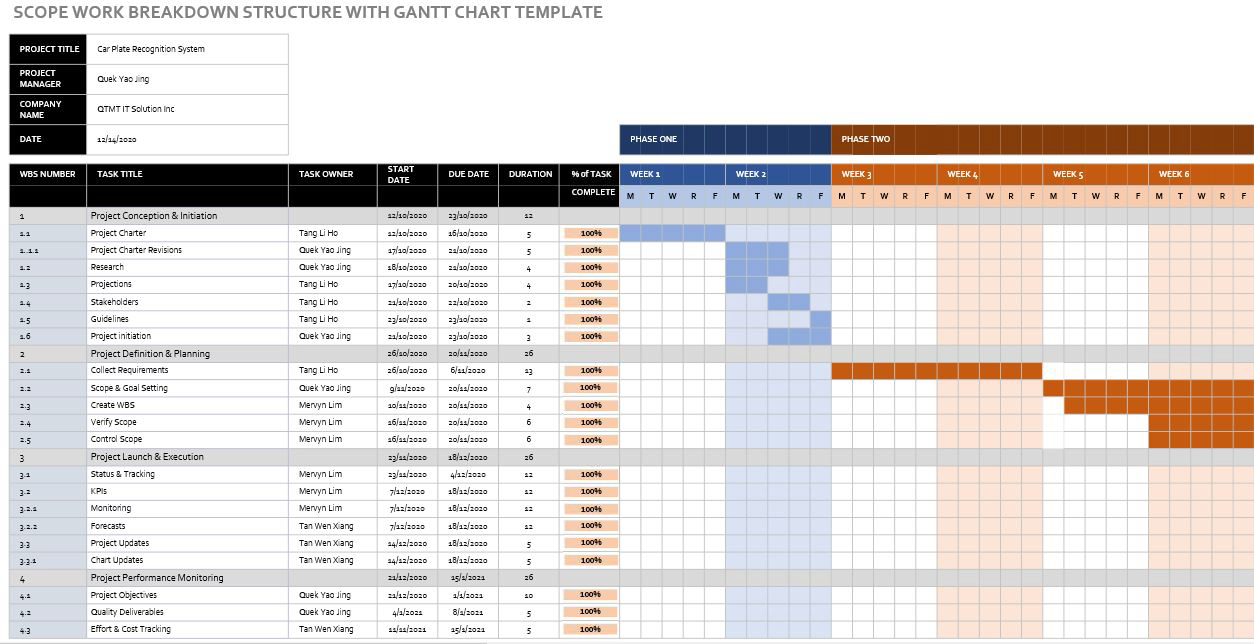 SCOPE WORK BREAKDOWN STRUCTURE WITH GANTT CHART TEMPLATE
PROJECT TITLE Car Plate Recognition System
PROJECT MANAGER Quek Yao Jing
COMPANY NAME QTMT IT Solution Inc
DATE 12/14/2020
PHASE ONE PHASE TWO
WBS NUMBER TASK TITLE TASK OWNER START DATE DUE DATE DURATION % of TASK COMPLETE WEEK 1 WEEK 2 WEEK 3 WEEK 4 WEEK 5 WEEK 6
M T W R F M T W R F M T W R F M T W R F M T W R F M T W R F
1 Project Conception & Initiation 12/10/2020 23/10/2020 12
1.1 Project Charter Tang Li Ho 12/10/2020 16/10/2020 5 100%
1..1.1 Project Charter Revisions Quek Yao Jing 17/10/2020 21/10/2020 5 100%
1.2 Research Quek Yao Jing 18/10/2020 21/10/2020 4 100%
1.3 Projections Tang Li Ho 17/10/2020 20/10/2020 4 100%
1.4 Stakeholders Tang Li Ho 21/10/2020 22/10/2020 2 100%
1.5 Guidelines Tang Li Ho 23/10/2020 23/10/2020 1 100%
1.6 Project initiation Quek Yao Jing 21/10/2020 23/10/2020 3 100%
2 Project Definition & Planning 26/10/2020 20/11/2020 26
2.1 Collect Requirements Tang Li Ho 26/10/2020 6/11/2020 13 100%
2.2 Scope & Goal Setting Quek Yao Jing 9/11/2020 20/11/2020 7 100%
2.3 Create WBS Mervyn Lim 10/11/2020 20/11/2020 4 100%
2.4 Verify Scope Mervyn Lim 16/11/2020 20/11/2020 6 100%
2.5 Control Scope Mervyn Lim 16/11/2020 20/11/2020 6 100%
3 Project Launch & Execution 23/11/2020 18/12/2020 26
3.1 Status & Tracking Mervyn Lim 23/11/2020 4/12/2020 12 100%
3.2 KPIs Mervyn Lim 7/12/2020 18/12/2020 12 100%
3.2.1 Monitoring Mervyn Lim 7/12/2020 18/12/2020 12 100%
3.2.2 Forecasts Tan Wen Xiang 7/12/2020 18/12/2020 12 100%
3.3 Project Updates Tan Wen Xiang 14/12/2020 18/12/2020 5 100%
3.3.1 Chart Updates Tan Wen Xiang 14/12/2020 18/12/2020 5 100%
4 Project Performance Monitoring 21/12/2020 15/1/2021 26
4.1 Project Objectives Quek Yao Jing 21/12/2020 1/1/2021 10 100%
4.2 Quality Deliverables Quek Yao Jing 4/1/2021 8/1/2021 5 100%
4.3 Effort & Cost Tracking Tan Wen Xiang 11/11/2021 15/1/2021 5 100%